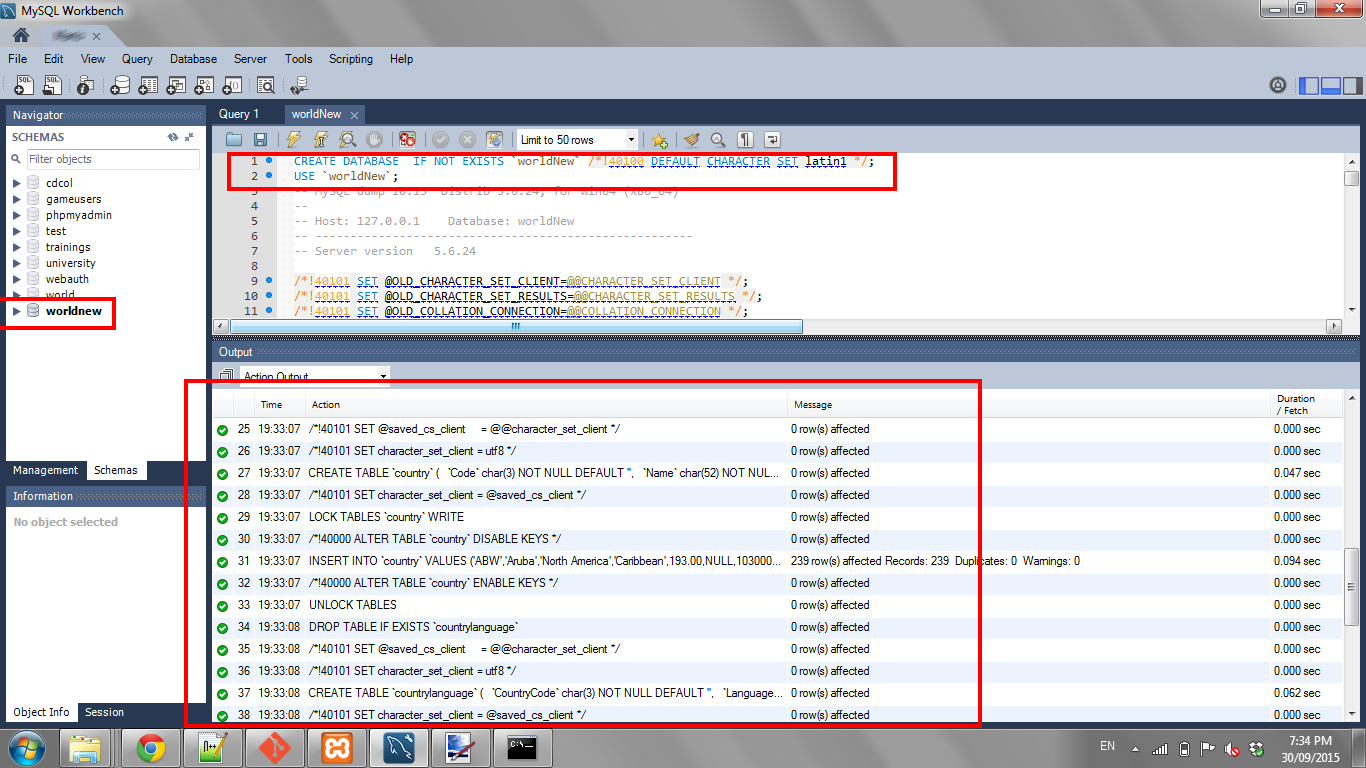 MySQL Workbench
File Edit View Query Database Server Tools Scripting Help
Navigator
SCHEMAS
Filter objects
cdcol
gameusers
phpmyadmin
test
trainings
university
webauth
world
worldnew
Management Schemas
Information
No object selected
Object Info Session
Query 1 worldNew
Limit to 50 rows
1 CREATE DATABASE IF NOT EXISTS `worldNew` /*!40100 DEFAULT CHARACTER SET latin1 */;
2 USE `worldNew`;
3 -- MySQL dump 10.13 Distrib 5.6.24, for Win64 (x86_64)
4 --
5 -- Host: 127.0.0.1 Database: worldNew
6 -- ------------------------------------------------------
7 -- Server version 5.6.24
8
9 /*!40101 SET @OLD_CHARACTER_SET_CLIENT=@@CHARACTER_SET_CLIENT */;
10 /*!40101 SET @OLD_CHARACTER_SET_RESULTS=@@CHARACTER_SET_RESULTS */;
11 /*!40101 SET @OLD_COLLATION_CONNECTION=@@COLLATION_CONNECTION */;
Output
Action Output
Time Action Message Duration / Fetch
25 19:33:07 /*!40101 SET @saved_cs_client = @@character_set_client */ 0 row(s) affected 0.000 sec
26 19:33:07 /*!40101 SET character_set_client = utf8 */ 0 row(s) affected 0.000 sec
27 19:33:07 CREATE TABLE `country` ( `Code` char(3) NOT NULL DEFAULT '', `Name` char(52) NOT NUL... 0 row(s) affected 0.047 sec
28 19:33:07 /*!40101 SET character_set_client = @saved_cs_client */ 0 row(s) affected 0.000 sec
29 19:33:07 LOCK TABLES `country` WRITE 0 row(s) affected 0.000 sec
30 19:33:07 /*!40000 ALTER TABLE `country` DISABLE KEYS */ 0 row(s) affected 0.000 sec
31 19:33:07 INSERT INTO `country` VALUES ('ABW','Aruba','North America','Caribbean',193.00,NULL,103000... 239 row(s) affected Records: 239 Duplicates: 0 Warnings: 0 0.094 sec
32 19:33:07 /*!40000 ALTER TABLE `country` ENABLE KEYS */ 0 row(s) affected 0.000 sec
33 19:33:07 UNLOCK TABLES 0 row(s) affected 0.000 sec
34 19:33:08 DROP TABLE IF EXISTS `countrylanguage` 0 row(s) affected 0.000 sec
35 19:33:08 /*!40101 SET @saved_cs_client = @@character_set_client */ 0 row(s) affected 0.000 sec
36 19:33:08 /*!40101 SET character_set_client = utf8 */ 0 row(s) affected 0.000 sec
37 19:33:08 CREATE TABLE `countrylanguage` ( `CountryCode` char(3) NOT NULL DEFAULT '', `Language... 0 row(s) affected 0.062 sec
38 19:33:08 /*!40101 SET character_set_client = @saved_cs_client */ 0 row(s) affected 0.000 sec
EN
7:34 PM
30/09/2015